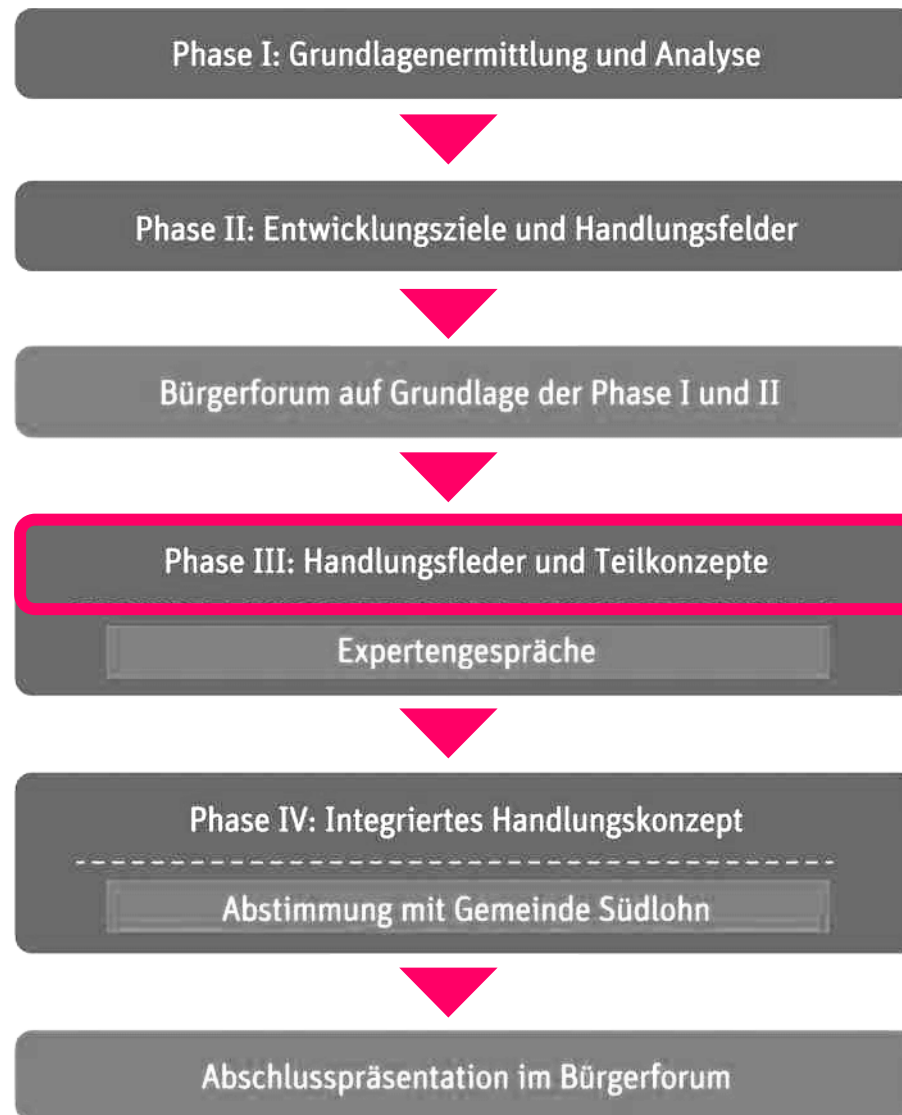 Phase I: Grundlagenermittlung und Analyse
Phase II: Entwicklungsziele und Handlungsfelder
Bürgerforum auf Grundlage der Phase I und II
Phase III: Handlungsfleder und Teilkonzepte
Expertengespräche
Phase IV: Integriertes Handlungskonzept
Abstimmung mit Gemeinde Südlohn
Abschlusspräsentation im Bürgerforum